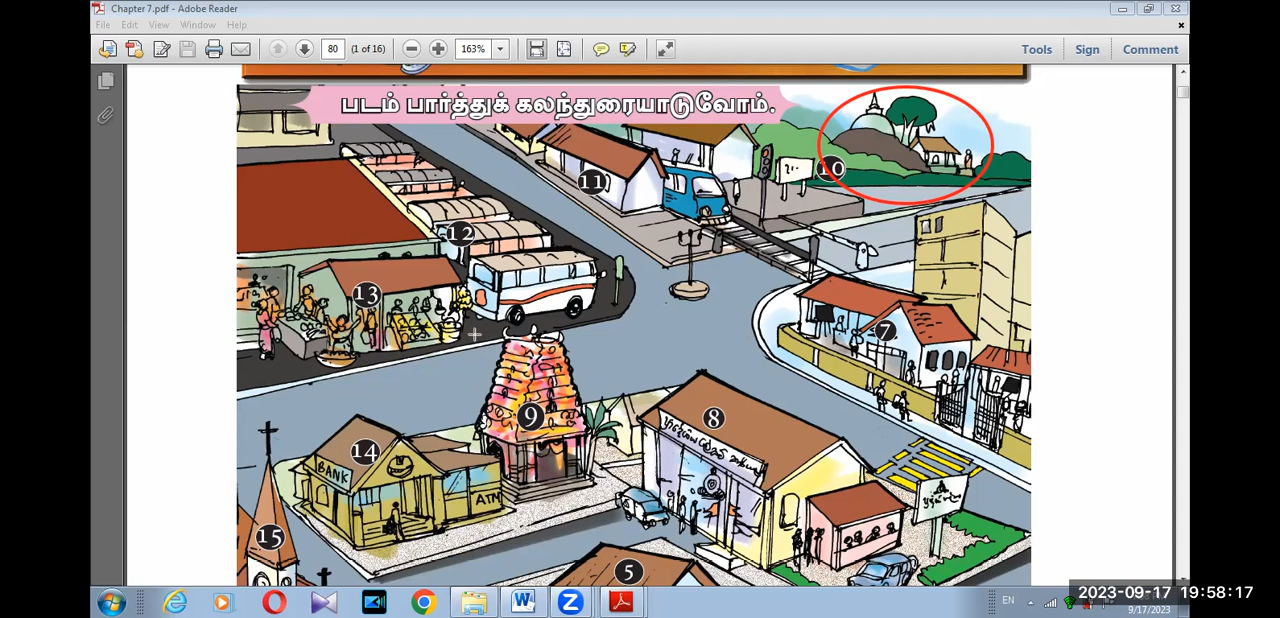 Chapter 7.pdf - Adobe Reader
File Edit View Window Help
80 (1 of 16) 163% Tools Sign Comment
படம் பார்த்துக் கலந்துரையாடுவோம்.
10
11
12
13
7
9
8
14
BANK
ATM
15
5
EN
2023-09-17 19:58:17
9/17/2023